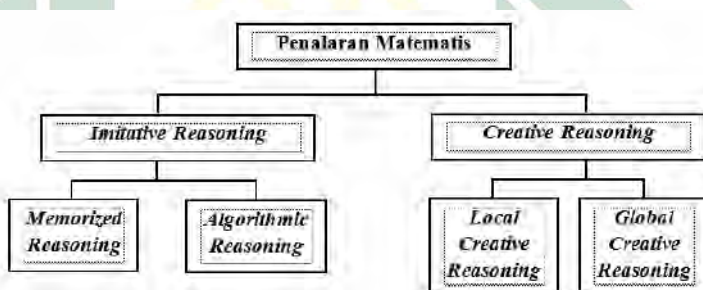 Penalaran Matematis
Imitative Reasoning
Creative Reasoning
Memorized
Reasoning
Algorithmic
Reasoning
Local
Creative
Reasoning
Global
Creative
Reasoning